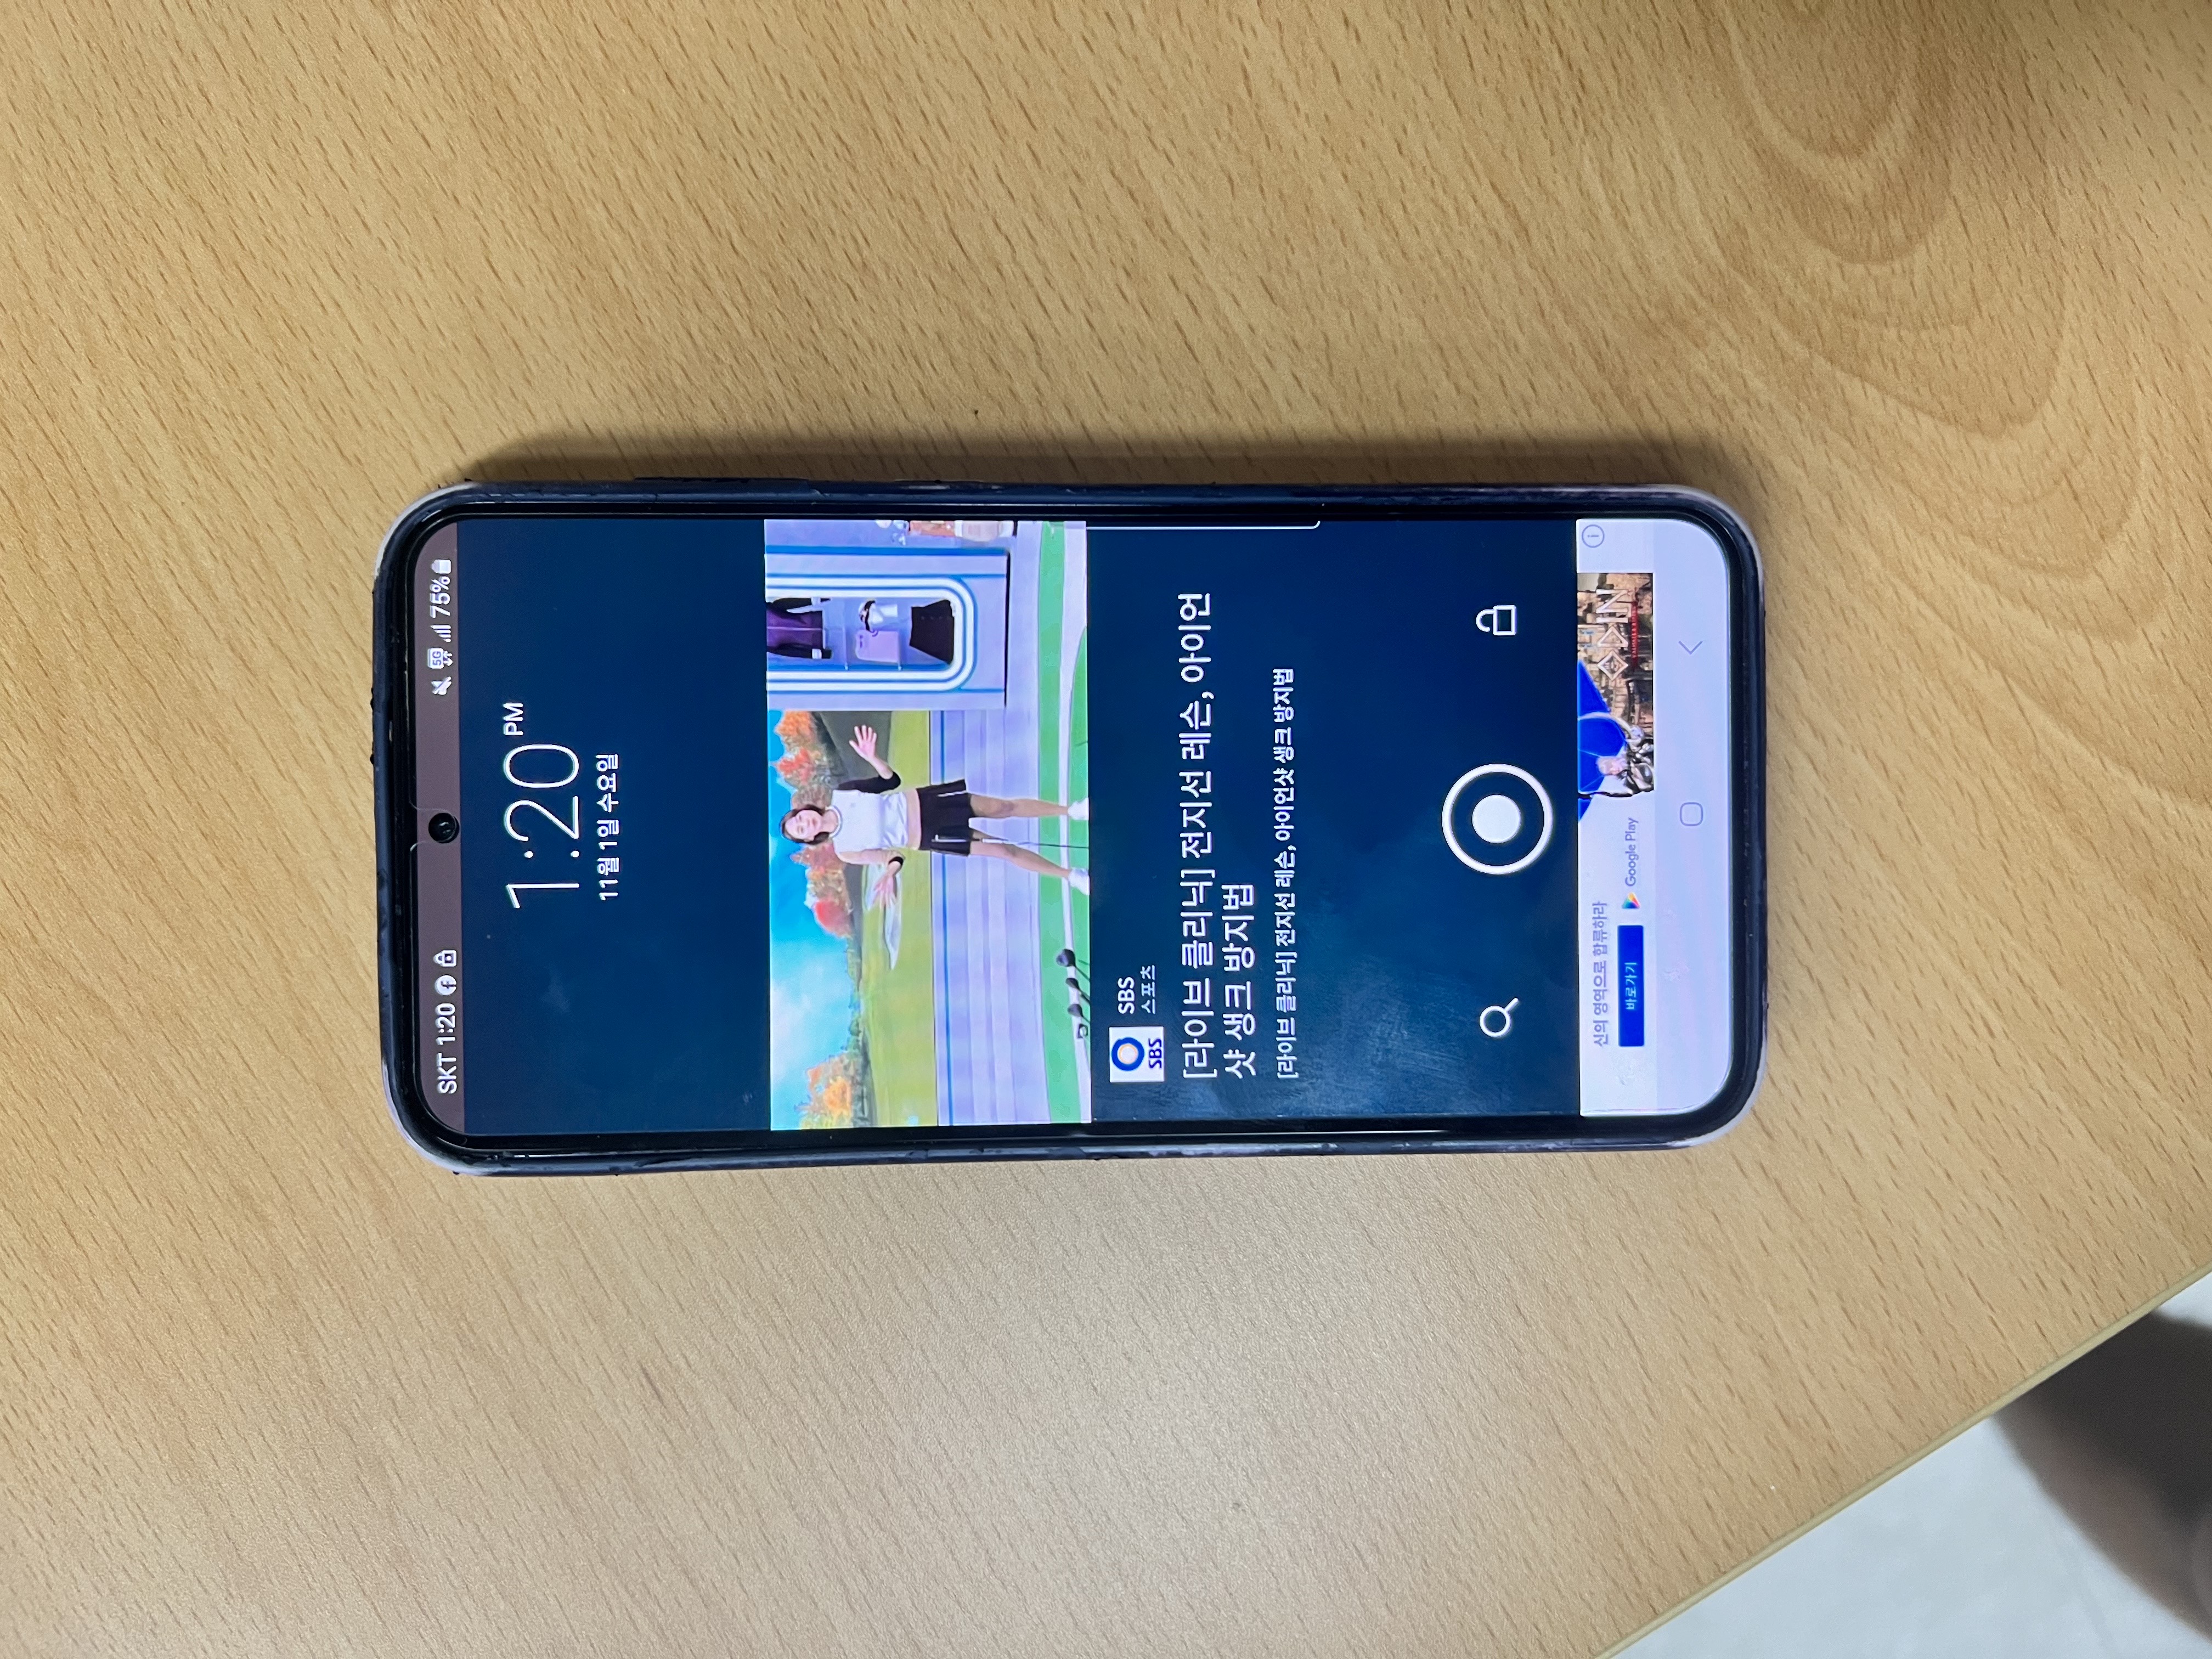 SKT 1:20
5G 75%
1:20 PM
11월 1일 수요일
SBS
SBS
스포츠
[라이브 클리닉] 전지선 레슨, 아이언
샷 생크 방지법
[라이브 클리닉] 전지선 레슨, 아이언샷 생크 방지법
신의 영역으로 합류하라
바로가기
Google Play
ODIN